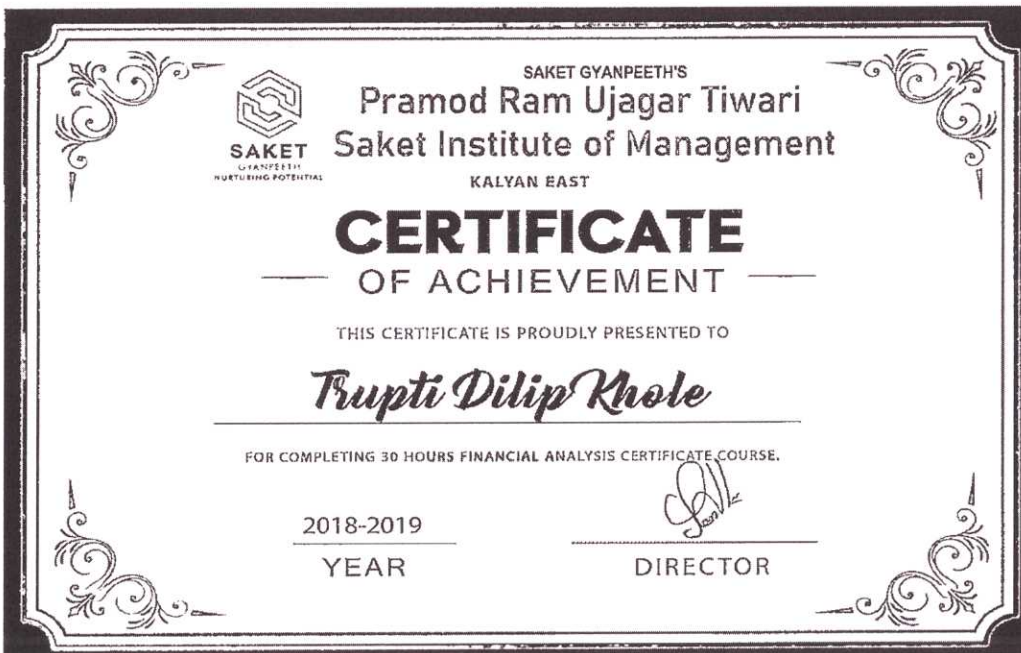 SAKET GYANPEETH'S
Pramod Ram Ujagar Tiwari
Saket Institute of Management
KALYAN EAST
SAKET
GYANPEETH
NURTURING POTENTIAL
CERTIFICATE
OF ACHIEVEMENT
THIS CERTIFICATE IS PROUDLY PRESENTED TO
Trupti Dilip Khole
FOR COMPLETING 30 HOURS FINANCIAL ANALYSIS CERTIFICATE COURSE.
2018-2019
YEAR
DIRECTOR